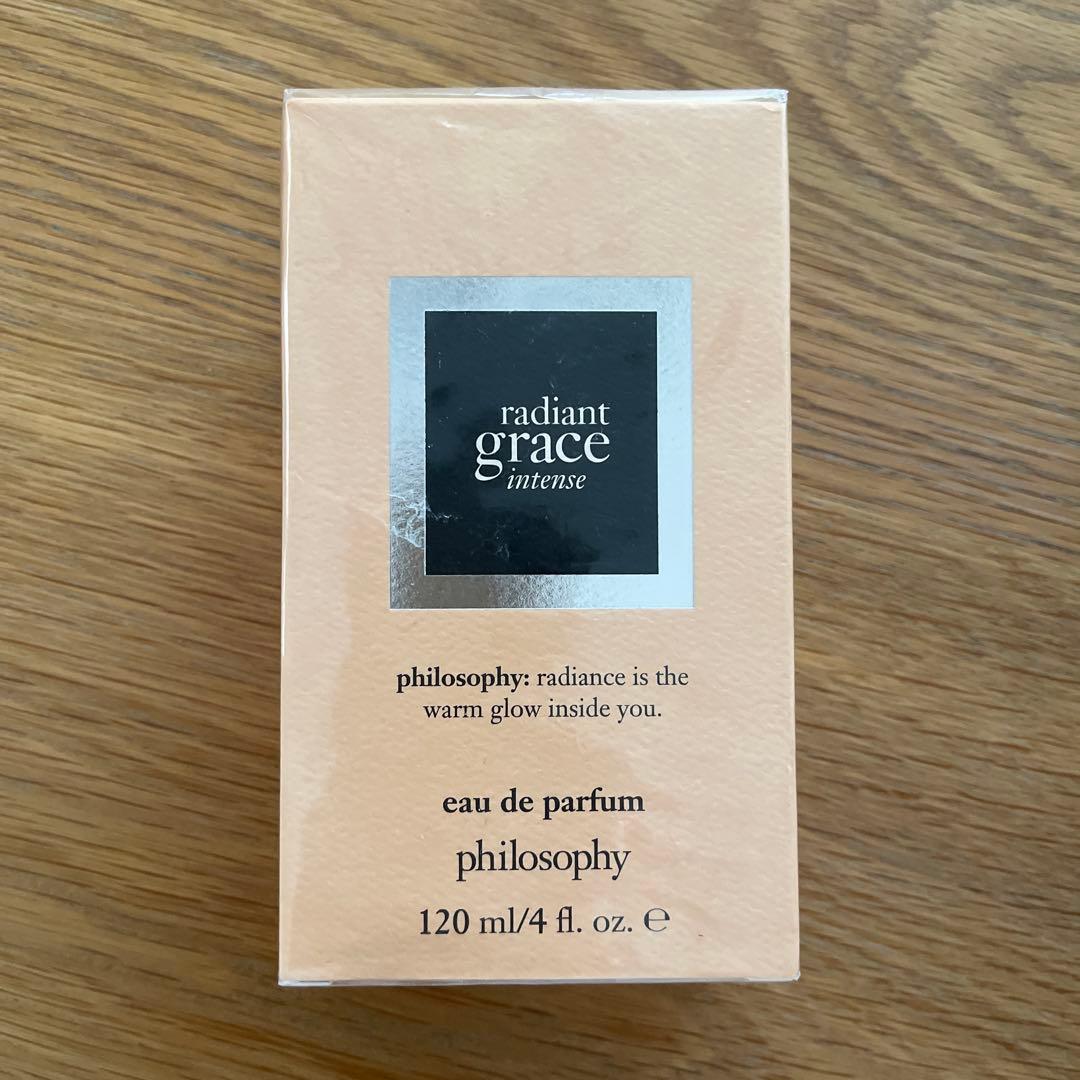 radiant
grace
intense
philosophy: radiance is the
warm glow inside you.
eau de parfum
philosophy
120 ml/4 fl. oz. ℮